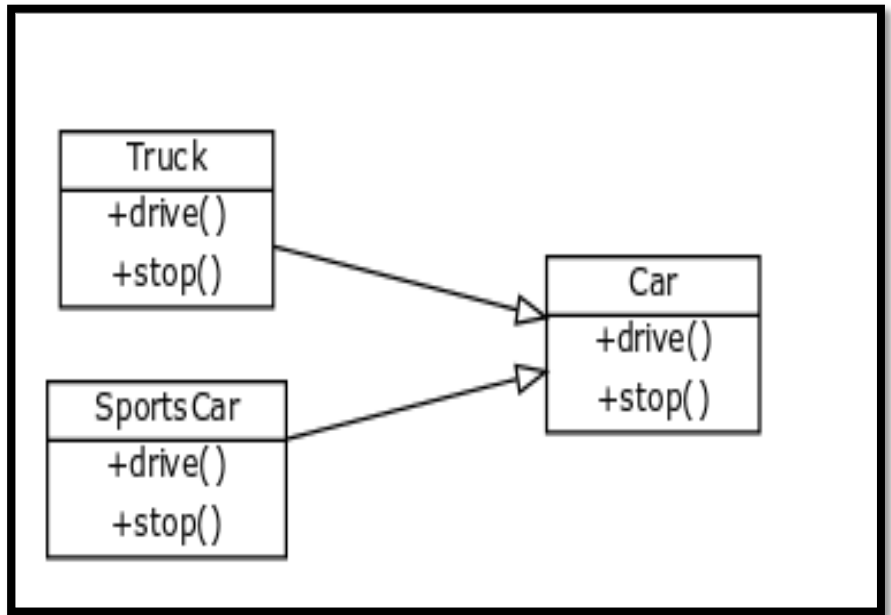 Truck
+drive()
+stop()
SportsCar
+drive()
+stop()
Car
+drive()
+stop()